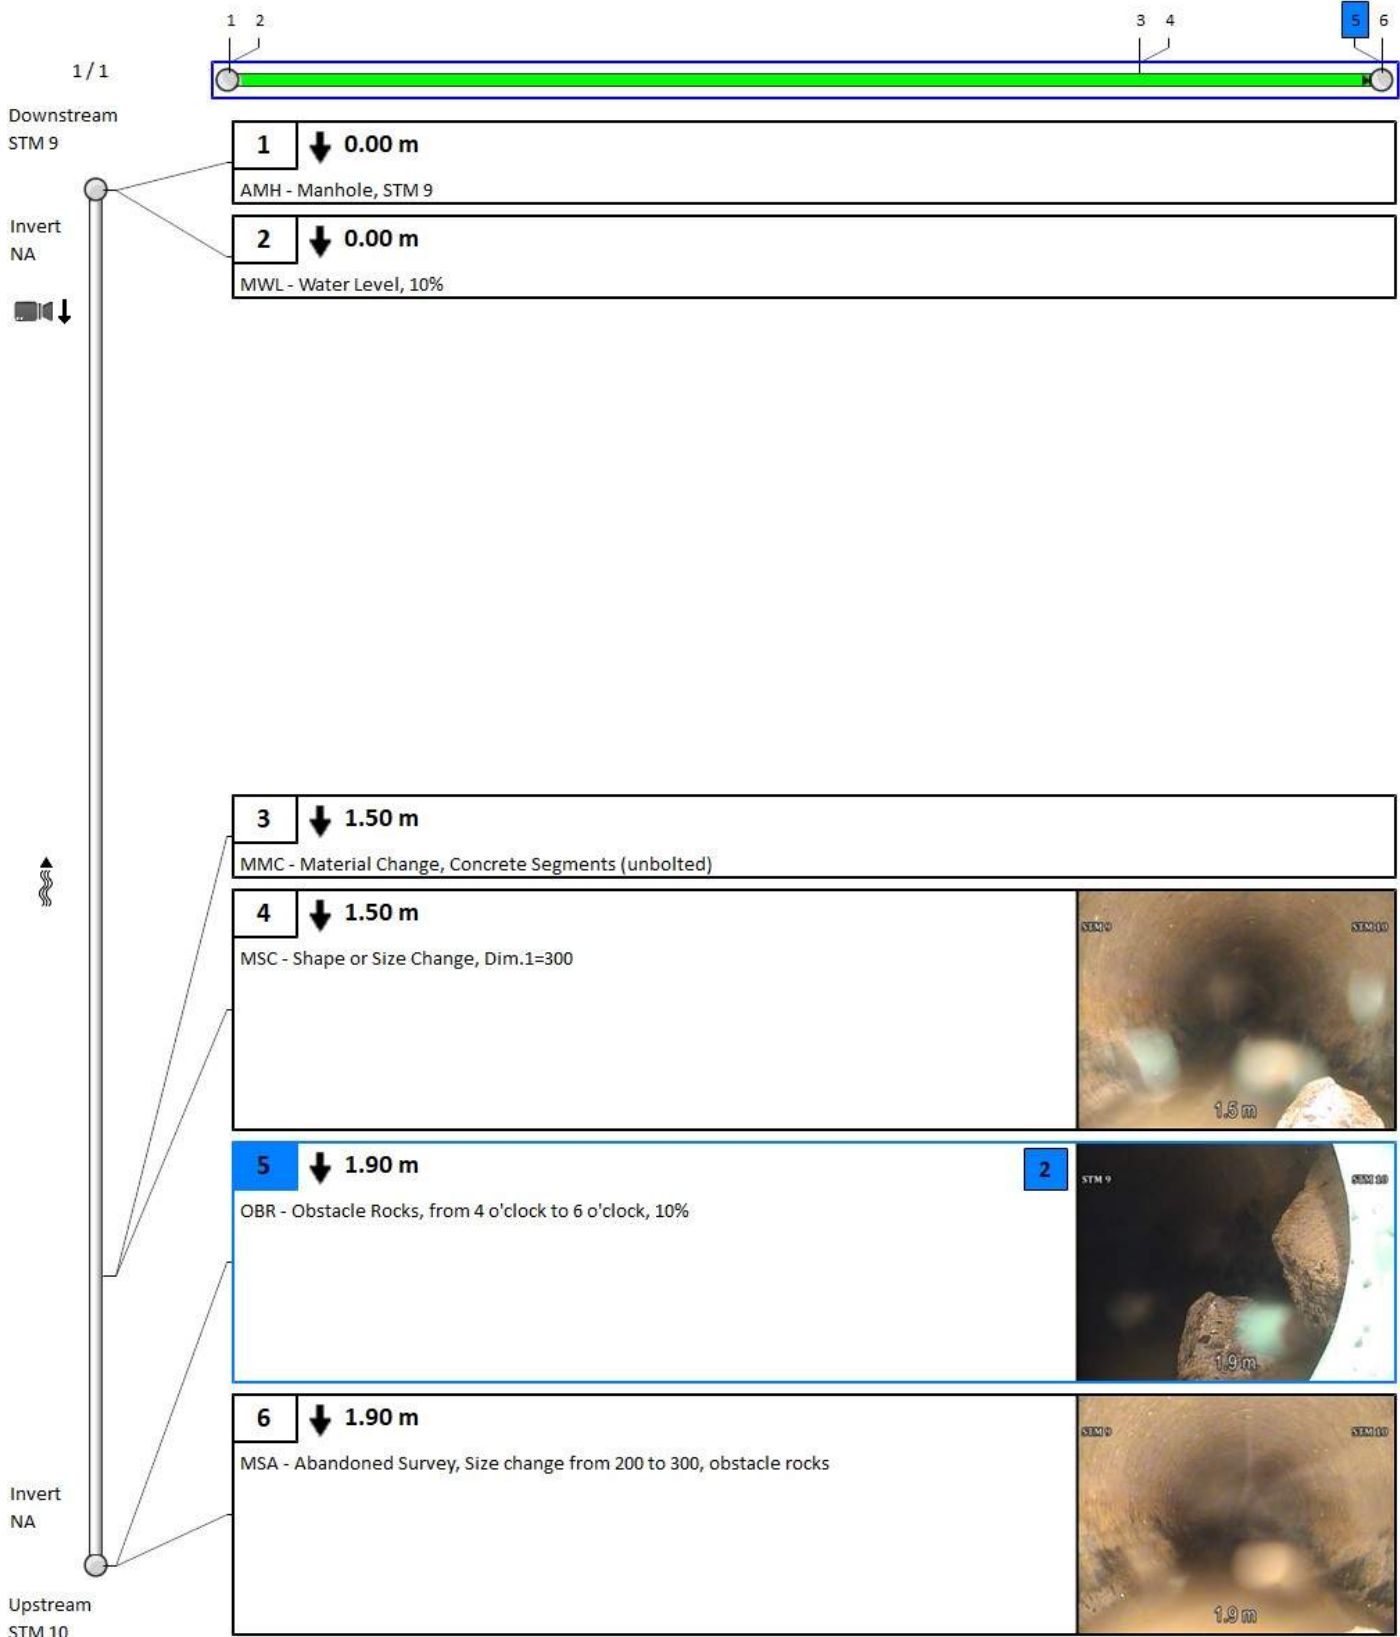 1 2 3 4 5 6
1 / 1
Downstream
STM 9
1 0.00 m
AMH - Manhole, STM 9
2 0.00 m
MWL - Water Level, 10%
Invert
NA
3 1.50 m
MMC - Material Change, Concrete Segments (unbolted)
4 1.50 m
MSC - Shape or Size Change, Dim.1=300
STM 9 STM 10
1.5 m
5 1.90 m 2
OBR - Obstacle Rocks, from 4 o'clock to 6 o'clock, 10%
STM 9 STM 10
1.9 m
6 1.90 m
MSA - Abandoned Survey, Size change from 200 to 300, obstacle rocks
STM 9 STM 10
1.9 m
Invert
NA
Upstream
STM 10